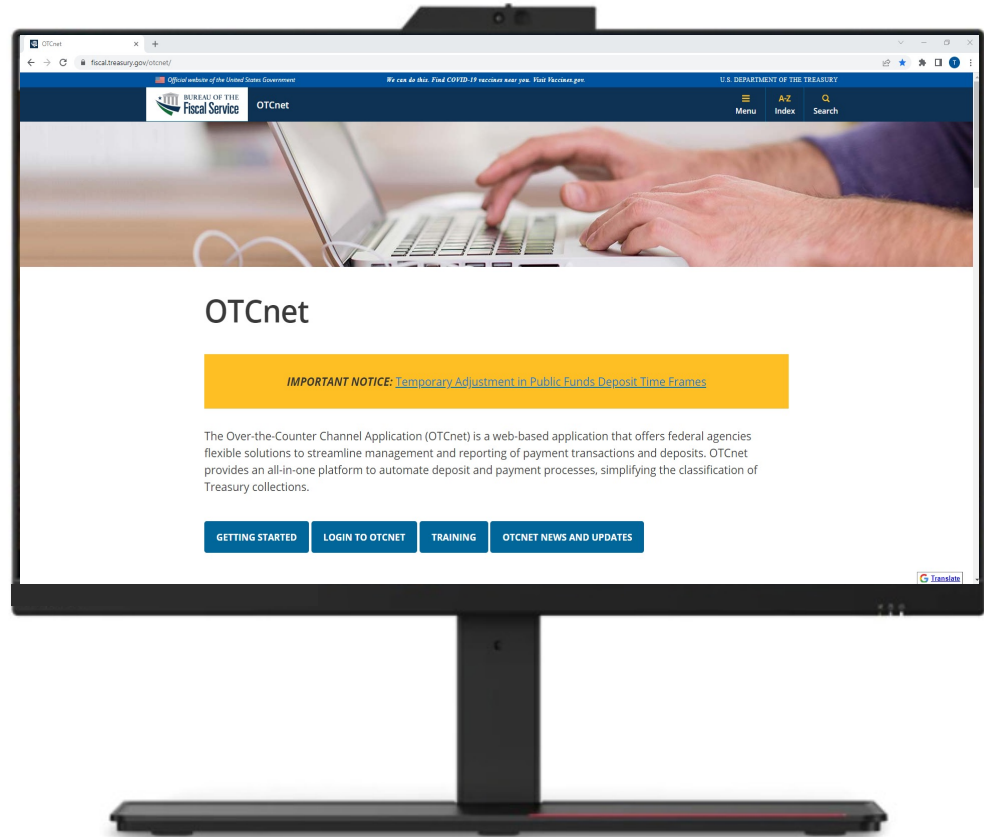 OTCnet
fiscal.treasury.gov/otcnet/
Official website of the United States Government
We can do this. Find COVID-19 vaccines near you. Visit Vaccines.gov.
U.S. DEPARTMENT OF THE TREASURY
BUREAU OF THE
Fiscal Service
OTCnet
Menu
A-Z
Index
Search
OTCnet
IMPORTANT NOTICE: Temporary Adjustment in Public Funds Deposit Time Frames
The Over-the-Counter Channel Application (OTCnet) is a web-based application that offers federal agencies
flexible solutions to streamline management and reporting of payment transactions and deposits. OTCnet
provides an all-in-one platform to automate deposit and payment processes, simplifying the classification of
Treasury collections.
GETTING STARTED
LOGIN TO OTCNET
TRAINING
OTCNET NEWS AND UPDATES
G Translate